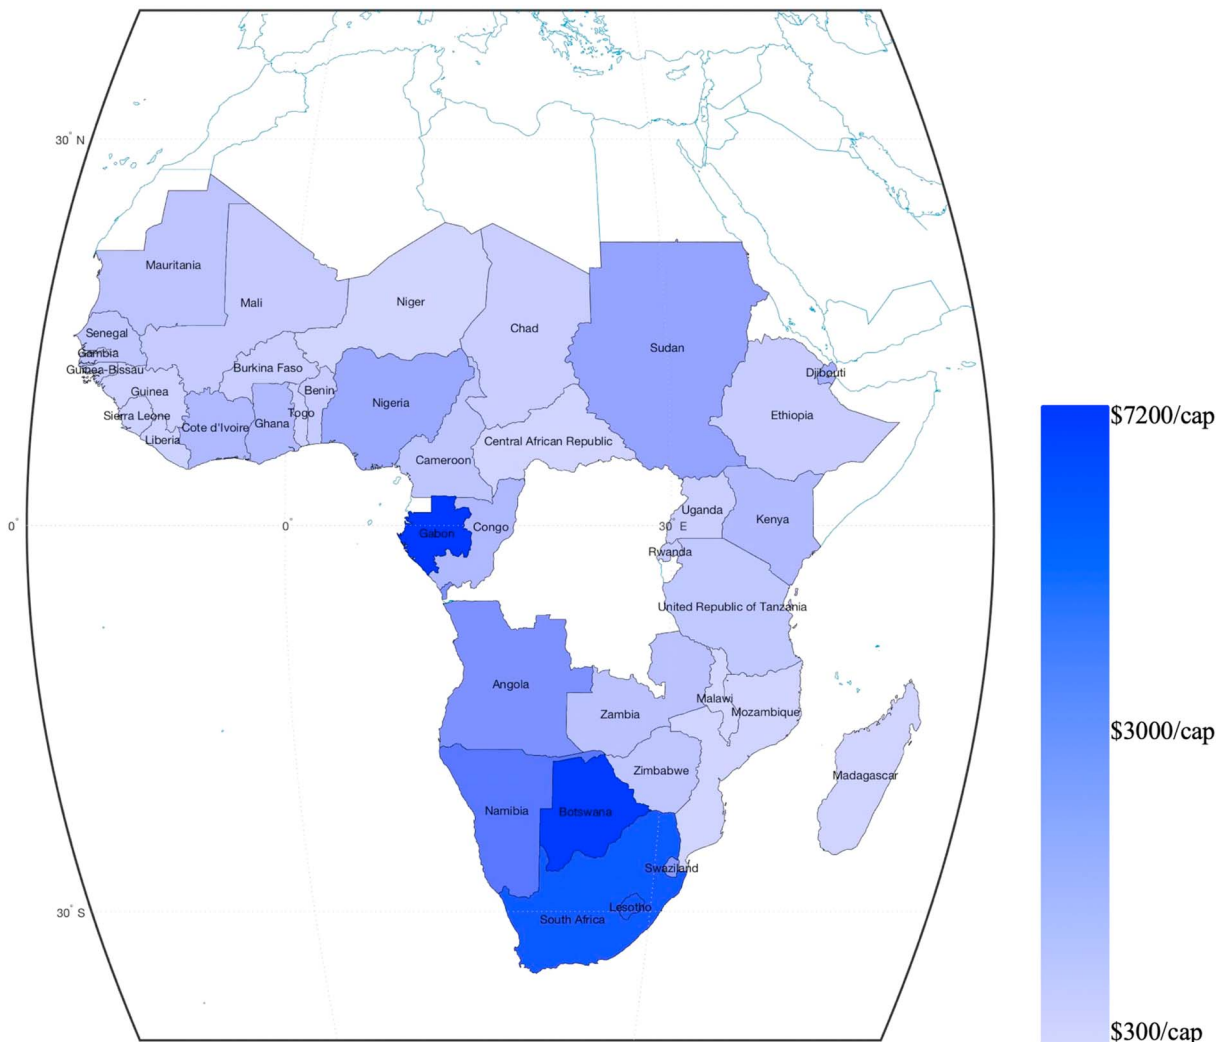 30° N
Mauritania
Mali
Niger
Chad
Sudan
Senegal
Gambia
Guinea-Bissau
Guinea
Sierra Leone
Liberia
Cote d'Ivoire
Burkina Faso
Ghana
Togo
Benin
Nigeria
Cameroon
Central African Republic
Djibouti
Ethiopia
$7200/cap
0°
0°
Gabon
Congo
Uganda
30° E
Kenya
Rwanda
United Republic of Tanzania
Angola
Zambia
Malawi
Mozambique
$3000/cap
Zimbabwe
Madagascar
Namibia
Botswana
Swaziland
Lesotho
30° S
South Africa
$300/cap